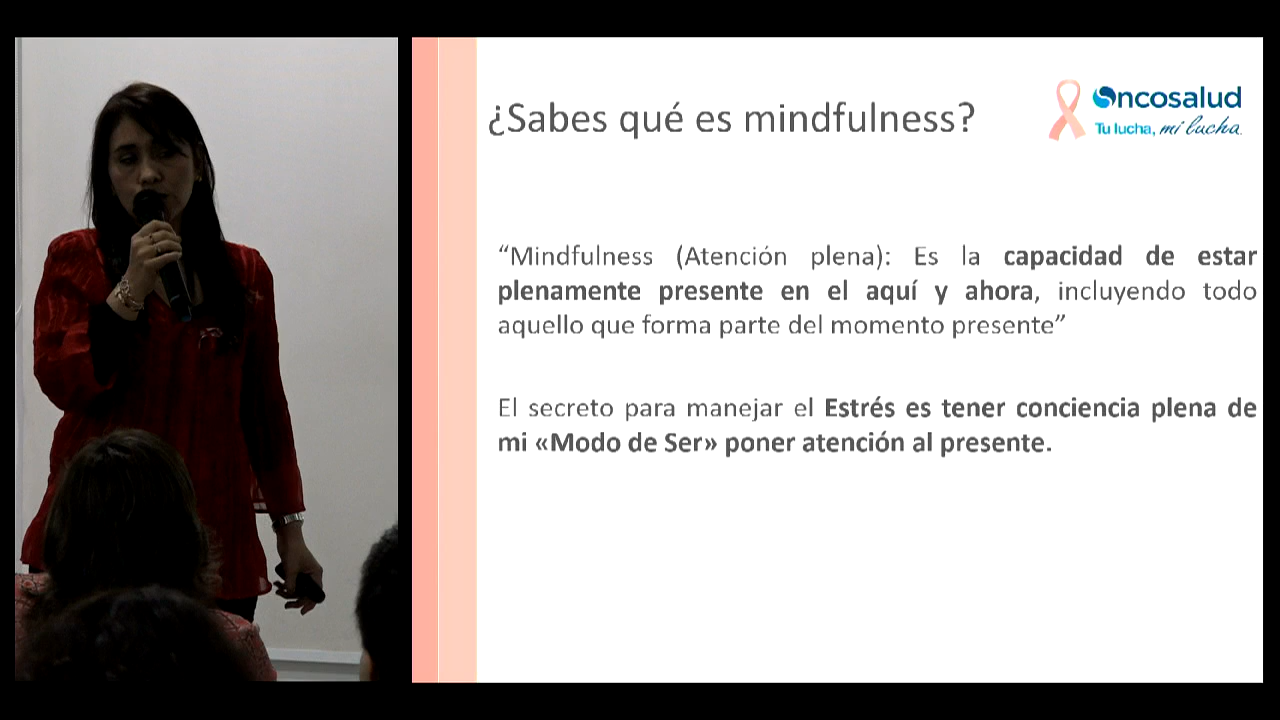 ¿Sabes qué es mindfulness?
Oncosalud
Tu lucha, mi lucha.
“Mindfulness (Atención plena): Es la capacidad de estar
plenamente presente en el aquí y ahora, incluyendo todo
aquello que forma parte del momento presente”
El secreto para manejar el Estrés es tener conciencia plena de
mi «Modo de Ser» poner atención al presente.